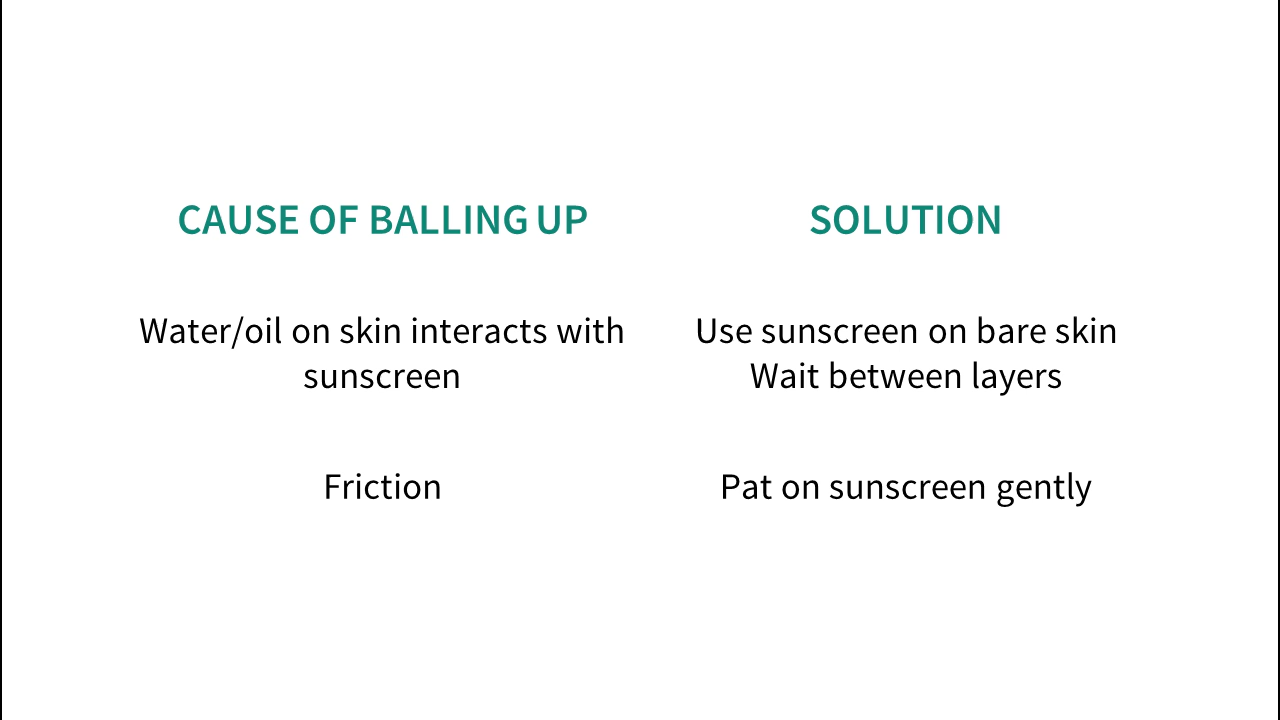 CAUSE OF BALLING UP
SOLUTION
Water/oil on skin interacts with
sunscreen
Use sunscreen on bare skin
Wait between layers
Friction
Pat on sunscreen gently